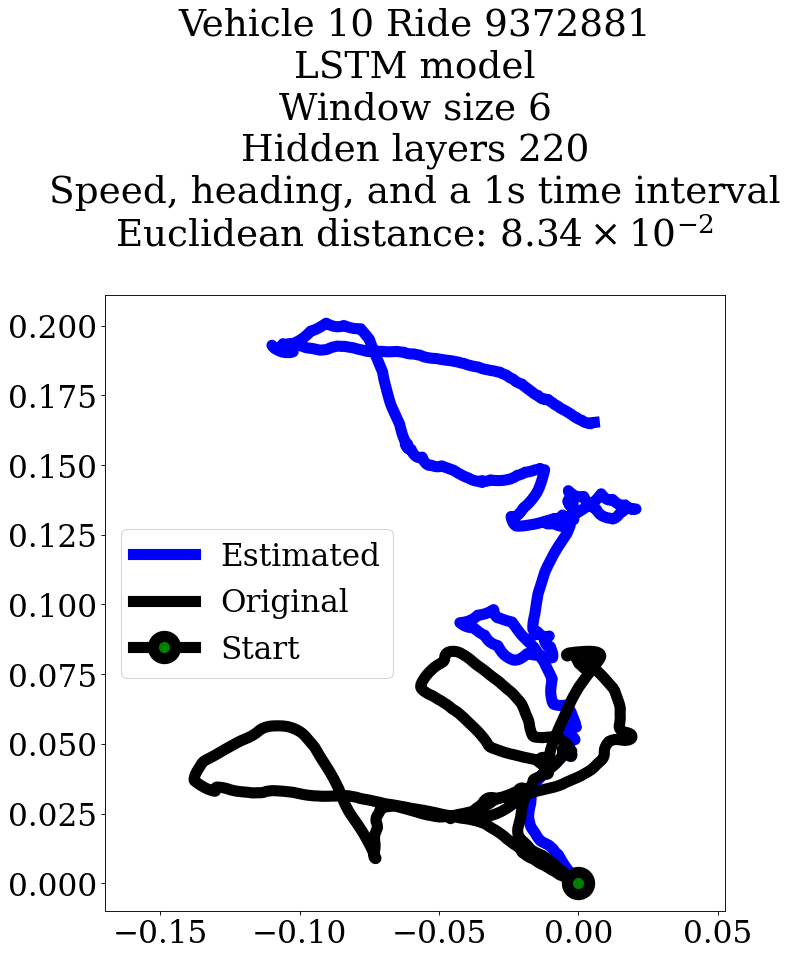 Vehicle 10 Ride 9372881
LSTM model
Window size 6
Hidden layers 220
Speed, heading, and a 1s time interval
Euclidean distance: 8.34 × 10⁻²
0.200
0.175
0.150
0.125
0.100
0.075
0.050
0.025
0.000
Estimated
Original
Start
−0.15 −0.10 −0.05 0.00 0.05